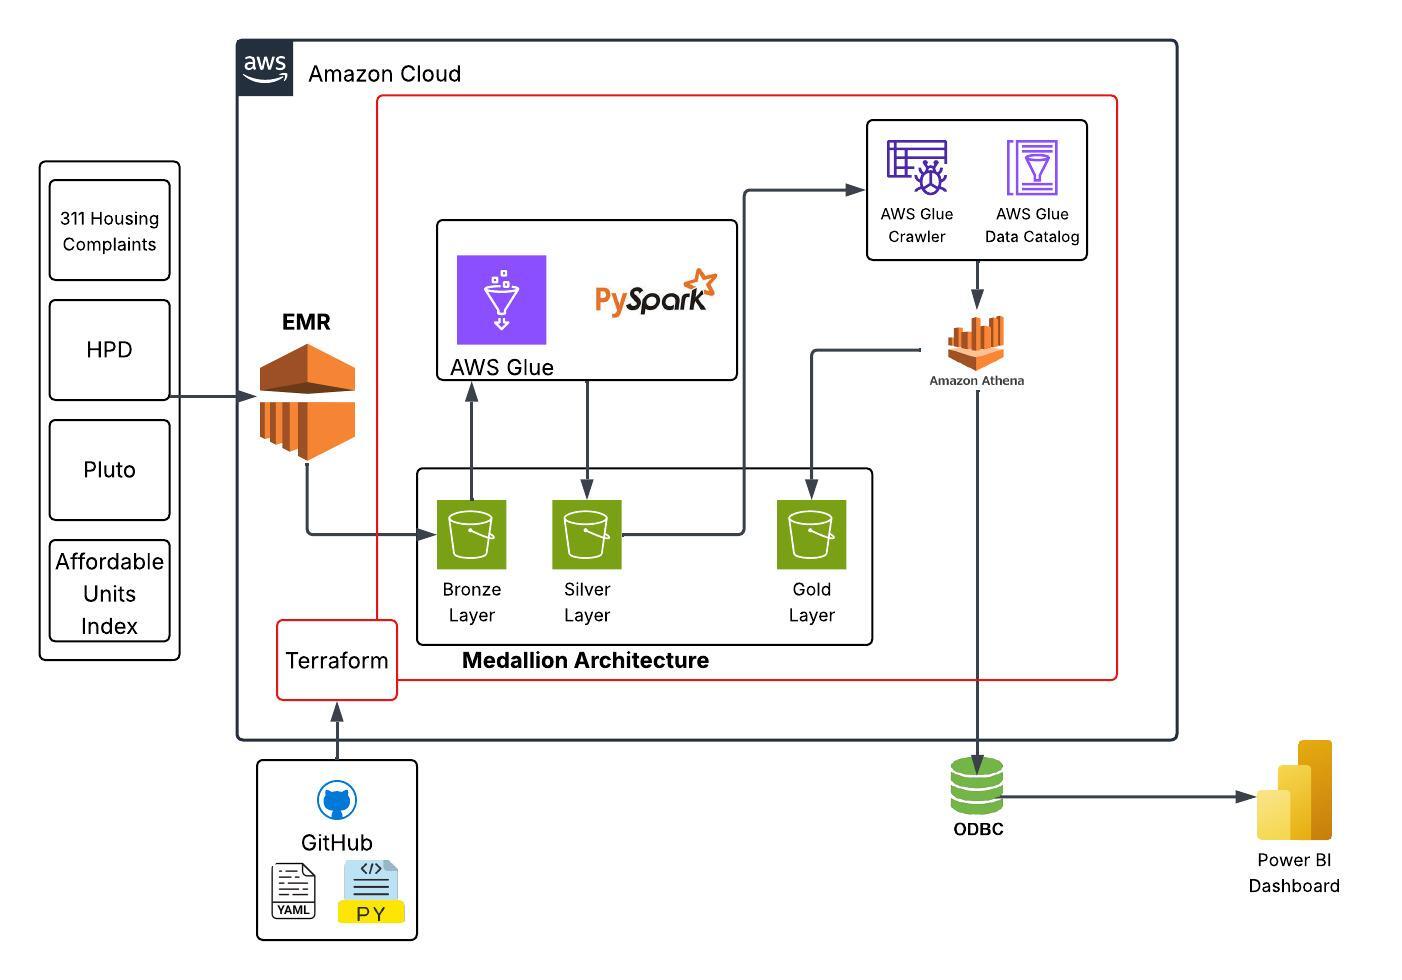 aws
Amazon Cloud
311 Housing
Complaints
HPD
Pluto
Affordable
Units
Index
EMR
AWS Glue
PySpark
AWS Glue
Crawler
AWS Glue
Data Catalog
Amazon Athena
Bronze
Layer
Silver
Layer
Gold
Layer
Medallion Architecture
Terraform
GitHub
YAML
</>
PY
ODBC
Power BI
Dashboard